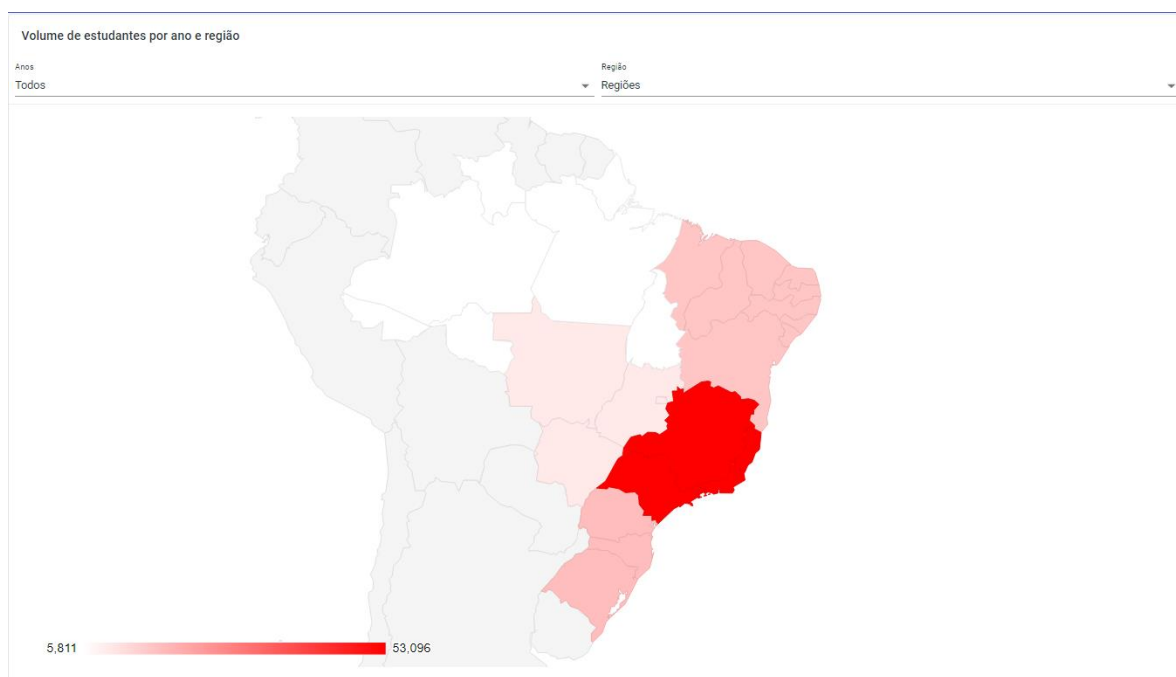 Volume de estudantes por ano e região
Anos
Região
Todos
Regiões
5,811
53,096